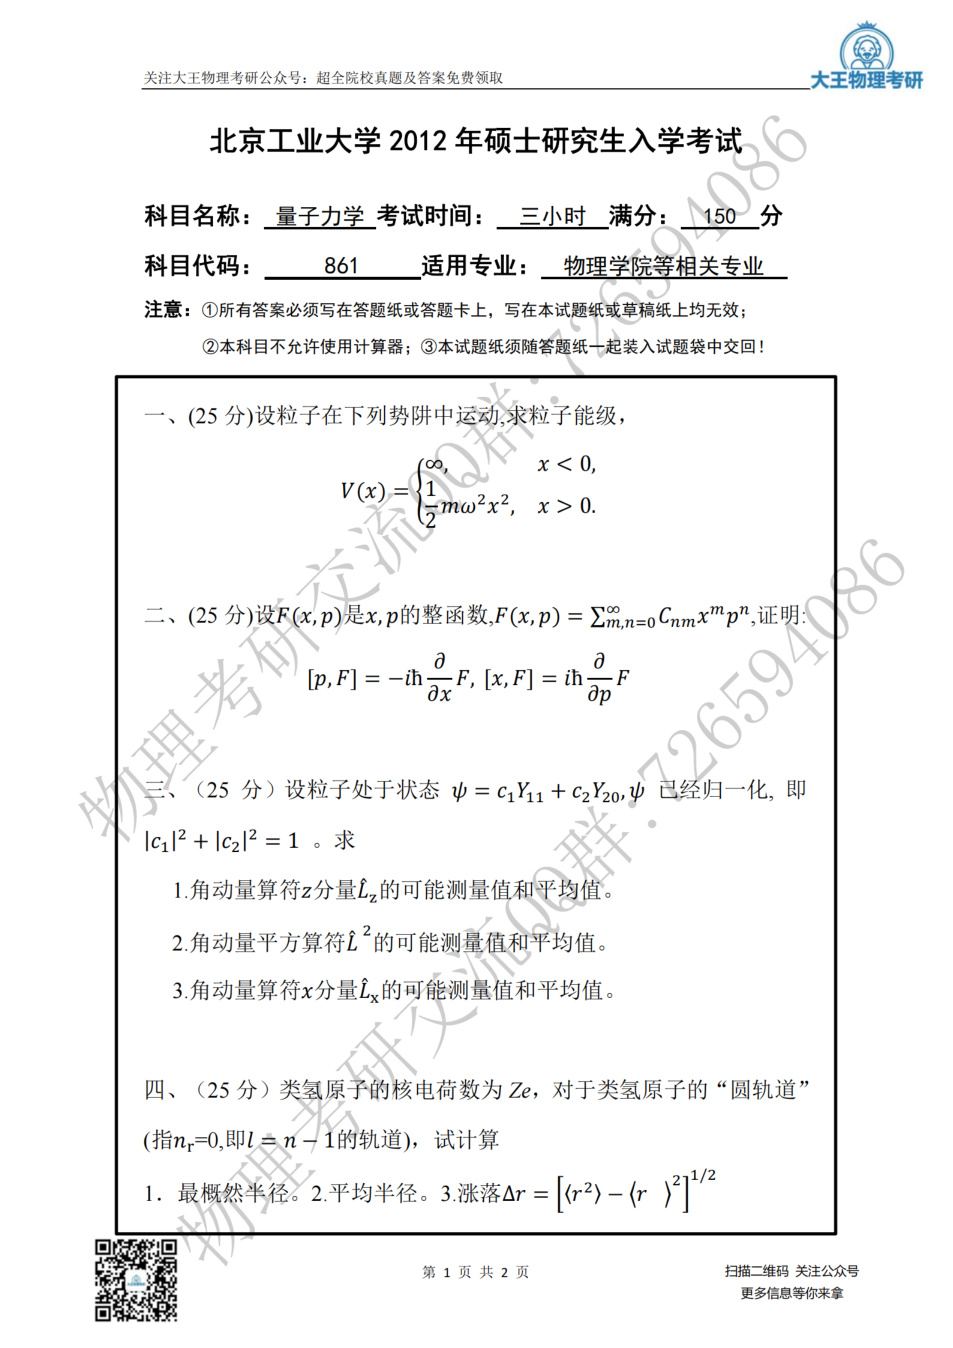 关注大王物理考研公众号：超全院校真题及答案免费领取
大王物理考研
北京工业大学 2012 年硕士研究生入学考试
科目名称： 量子力学 考试时间： 三小时 满分： 150 分
科目代码： 861 适用专业： 物理学院等相关专业
注意：①所有答案必须写在答题纸或答题卡上，写在本试题纸或草稿纸上均无效；
②本科目不允许使用计算器；③本试题纸须随答题纸一起装入试题袋中交回！
一、(25 分)设粒子在下列势阱中运动,求粒子能级，
V(x) = { ∞, x < 0,
1/2 mω²x², x > 0.
二、(25 分)设F(x,p)是x,p的整函数,F(x,p) = ∑_{m,n=0}^∞ C_{nm}x^m p^n,证明:
[p,F] = −iħ ∂/∂x F, [x,F] = iħ ∂/∂p F
三、（25 分）设粒子处于状态 ψ = c₁Y₁₁ + c₂Y₂₀,ψ 已经归一化, 即
|c₁|² + |c₂|² = 1 。求
1.角动量算符z分量L̂_z的可能测量值和平均值。
2.角动量平方算符L̂ ²的可能测量值和平均值。
3.角动量算符x分量L̂_x的可能测量值和平均值。
四、（25 分）类氢原子的核电荷数为 Ze，对于类氢原子的“圆轨道”
(指n_r=0,即l = n − 1的轨道)，试计算
1．最概然半径。2.平均半径。3.涨落Δr = [⟨r²⟩ − ⟨r ⟩²]^{1/2}
物理考研交流QQ群:726594086
物理考研交流QQ群:726594086
大王物理考研
第 1 页 共 2 页
扫描二维码 关注公众号
更多信息等你来拿